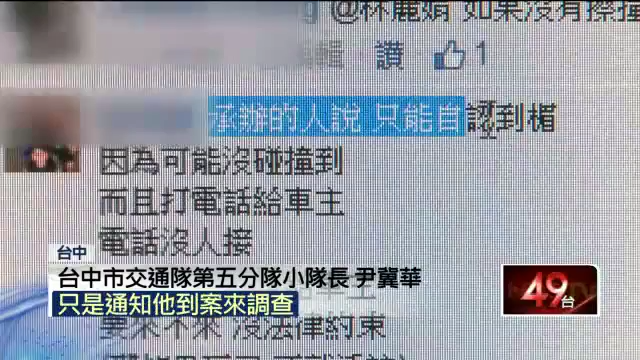 @林麗娟 如果沒有擦撞
讚 · 1
承辦的人說 只能自認到楣
因為可能沒碰撞到
而且打電話給車主
電話沒人接
台中
台中市交通隊第五分隊小隊長 尹冀華
只是通知他到案來調查
49台
要來不來 沒法律約束